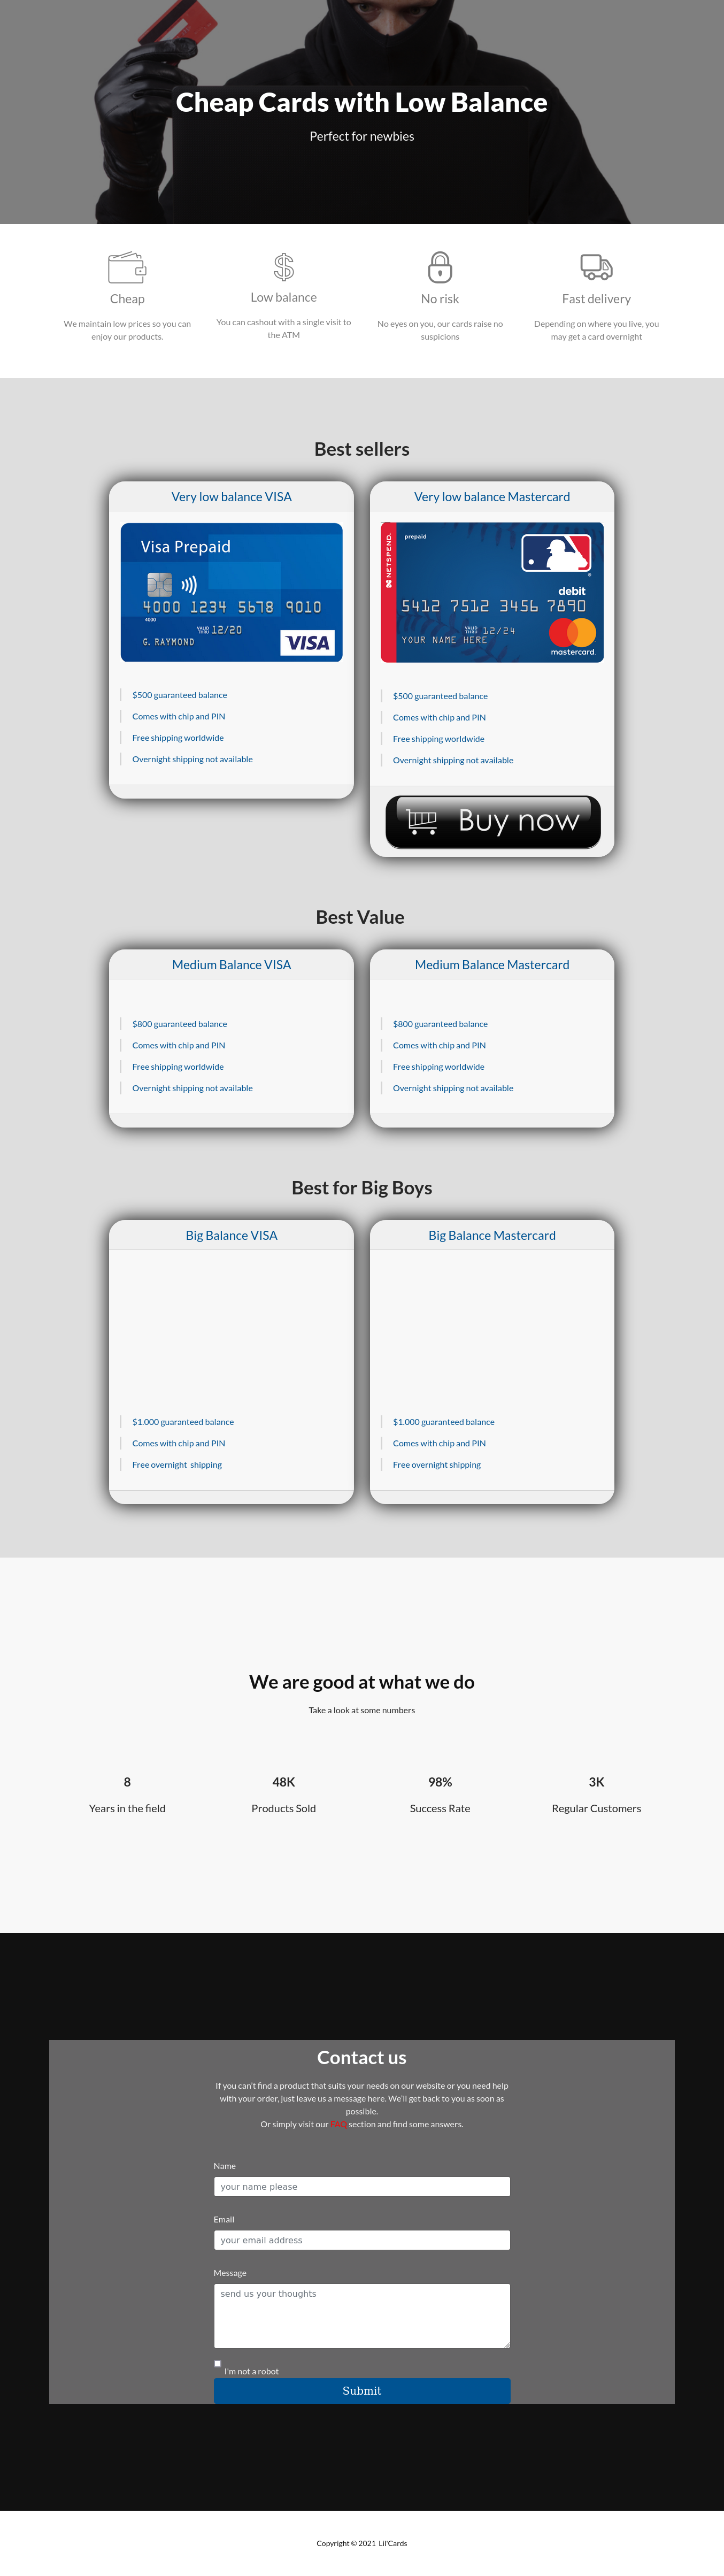 Cheap Cards with Low Balance
Perfect for newbies
Cheap
We maintain low prices so you can
enjoy our products.
Low balance
You can cashout with a single visit to
the ATM
No risk
No eyes on you, our cards raise no
suspicions
Fast delivery
Depending on where you live, you
may get a card overnight
Best sellers
Very low balance VISA
Visa Prepaid
4000 1234 5678 9010
4000
VALID THRU 12/20
G. RAYMOND
VISA
$500 guaranteed balance
Comes with chip and PIN
Free shipping worldwide
Overnight shipping not available
Very low balance Mastercard
NETSPEND.
prepaid
debit
5412 7512 3456 7890
VALID THRU 12/24
YOUR NAME HERE
mastercard.
$500 guaranteed balance
Comes with chip and PIN
Free shipping worldwide
Overnight shipping not available
Buy now
Best Value
Medium Balance VISA
$800 guaranteed balance
Comes with chip and PIN
Free shipping worldwide
Overnight shipping not available
Medium Balance Mastercard
$800 guaranteed balance
Comes with chip and PIN
Free shipping worldwide
Overnight shipping not available
Best for Big Boys
Big Balance VISA
$1.000 guaranteed balance
Comes with chip and PIN
Free overnight shipping
Big Balance Mastercard
$1.000 guaranteed balance
Comes with chip and PIN
Free overnight shipping
We are good at what we do
Take a look at some numbers
8
Years in the field
48K
Products Sold
98%
Success Rate
3K
Regular Customers
Contact us
If you can't find a product that suits your needs on our website or you need help
with your order, just leave us a message here. We'll get back to you as soon as
possible.
Or simply visit our FAQ section and find some answers.
Name
your name please
Email
your email address
Message
send us your thoughts
I'm not a robot
Submit
Copyright © 2021 Lil'Cards